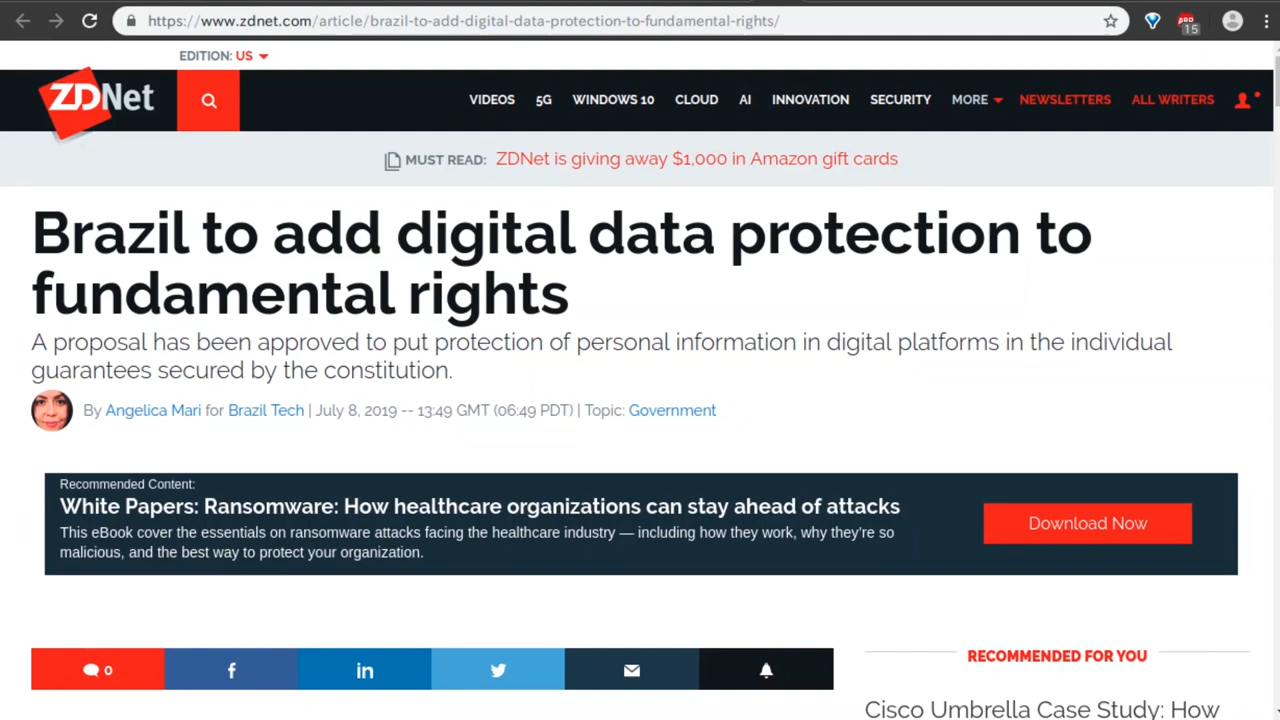 https://www.zdnet.com/article/brazil-to-add-digital-data-protection-to-fundamental-rights/
15
EDITION: US
ZDNet
VIDEOS 5G WINDOWS 10 CLOUD AI INNOVATION SECURITY MORE NEWSLETTERS ALL WRITERS
MUST READ: ZDNet is giving away $1,000 in Amazon gift cards
Brazil to add digital data protection to
fundamental rights
A proposal has been approved to put protection of personal information in digital platforms in the individual
guarantees secured by the constitution.
By Angelica Mari for Brazil Tech | July 8, 2019 -- 13:49 GMT (06:49 PDT) | Topic: Government
Recommended Content:
White Papers: Ransomware: How healthcare organizations can stay ahead of attacks
This eBook cover the essentials on ransomware attacks facing the healthcare industry — including how they work, why they're so
malicious, and the best way to protect your organization.
Download Now
0
RECOMMENDED FOR YOU
Cisco Umbrella Case Study: How